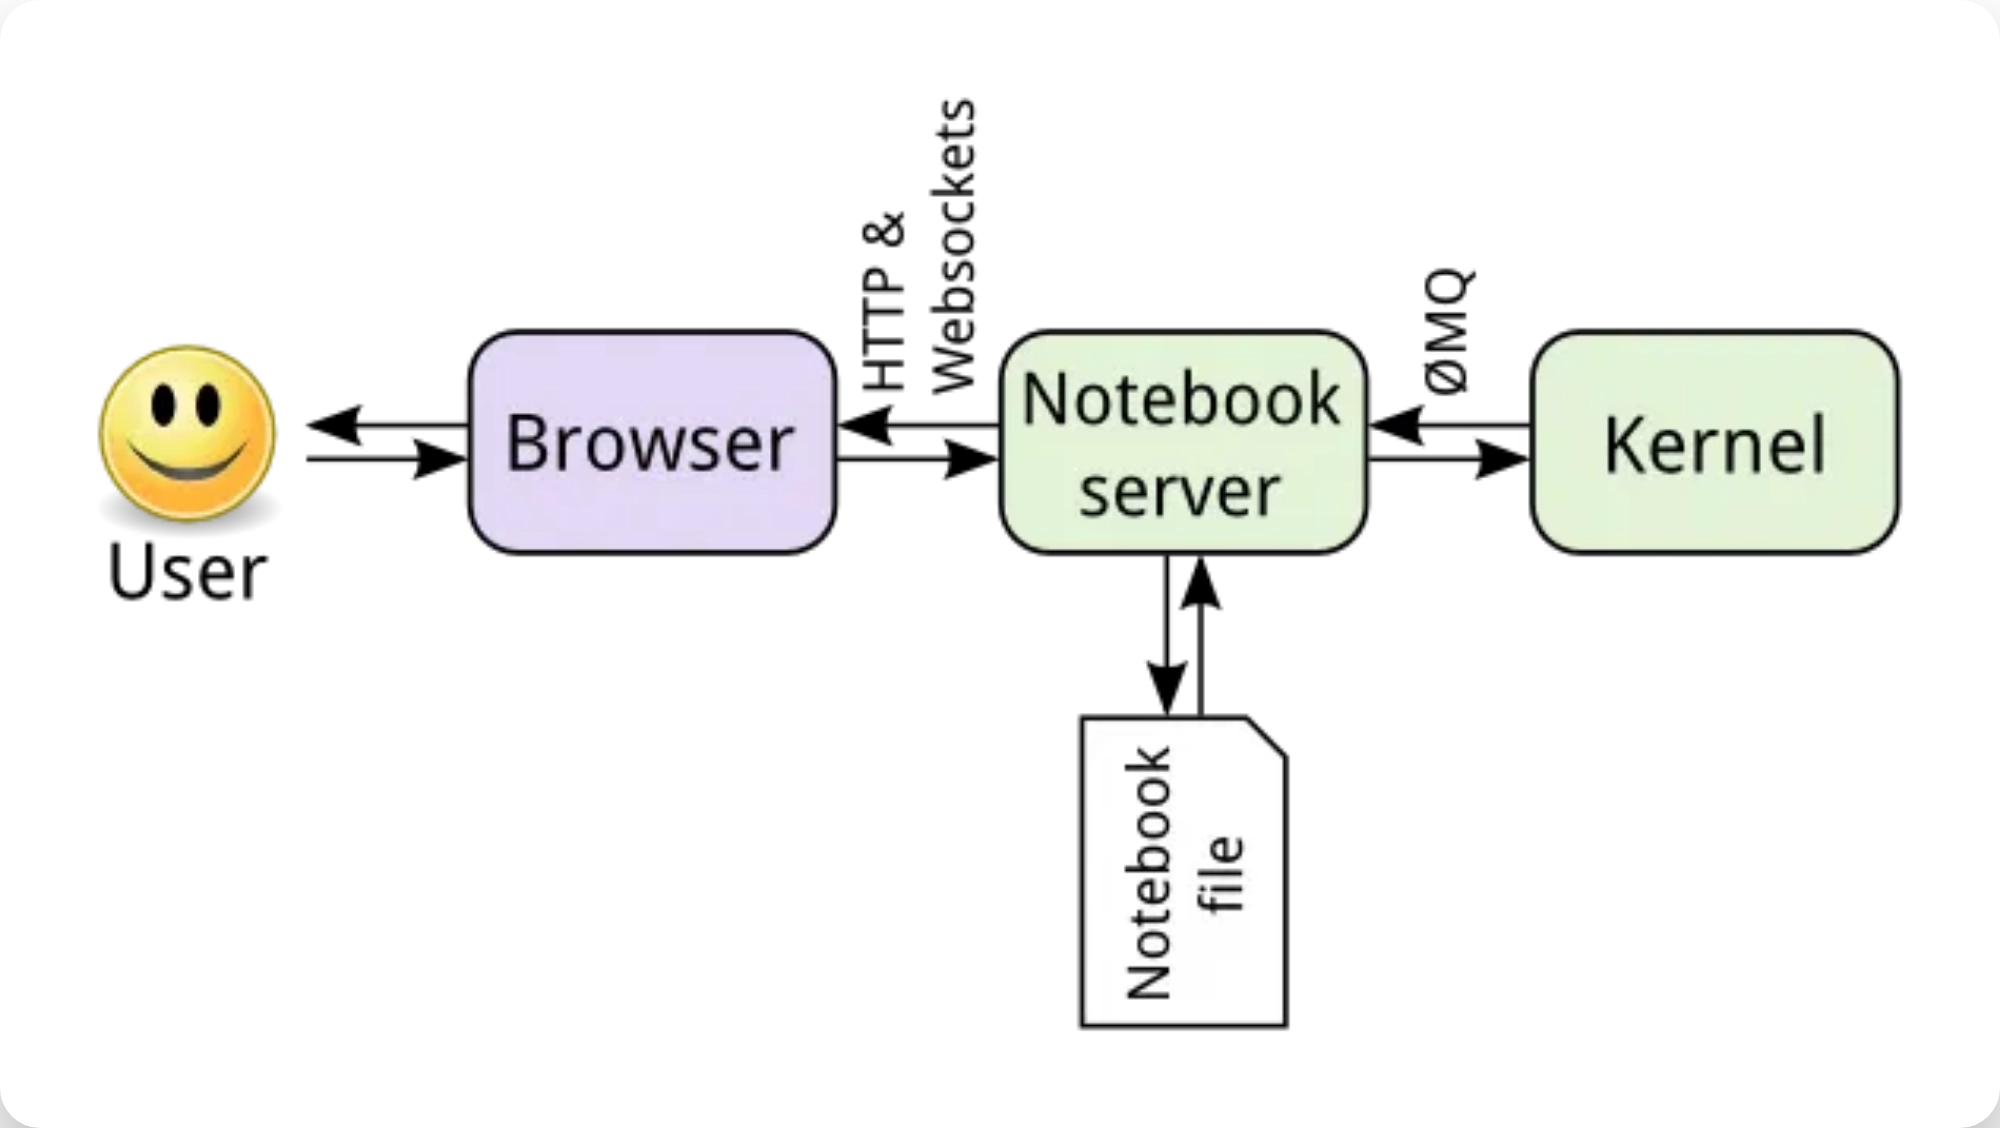 User
Browser
HTTP &
Websockets
Notebook
server
ØMQ
Kernel
Notebook
file